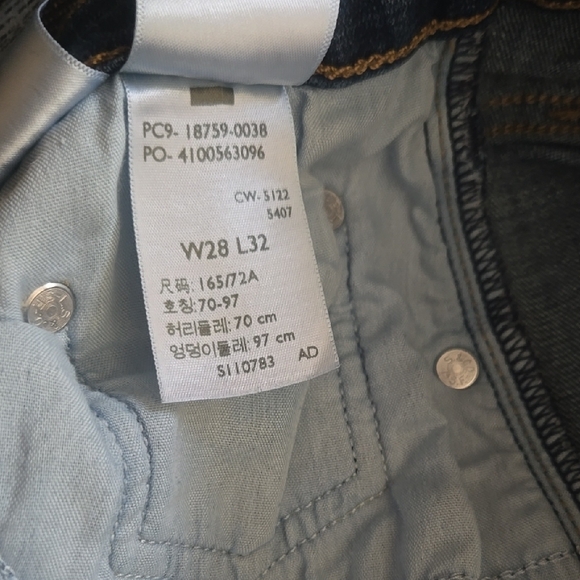 PC9- 18759-0038
PO- 4100563096
CW- 5122
5407
W28 L32
尺码: 165/72A
호칭: 70-97
허리둘레: 70 cm
엉덩이둘레: 97 cm
S110783 AD